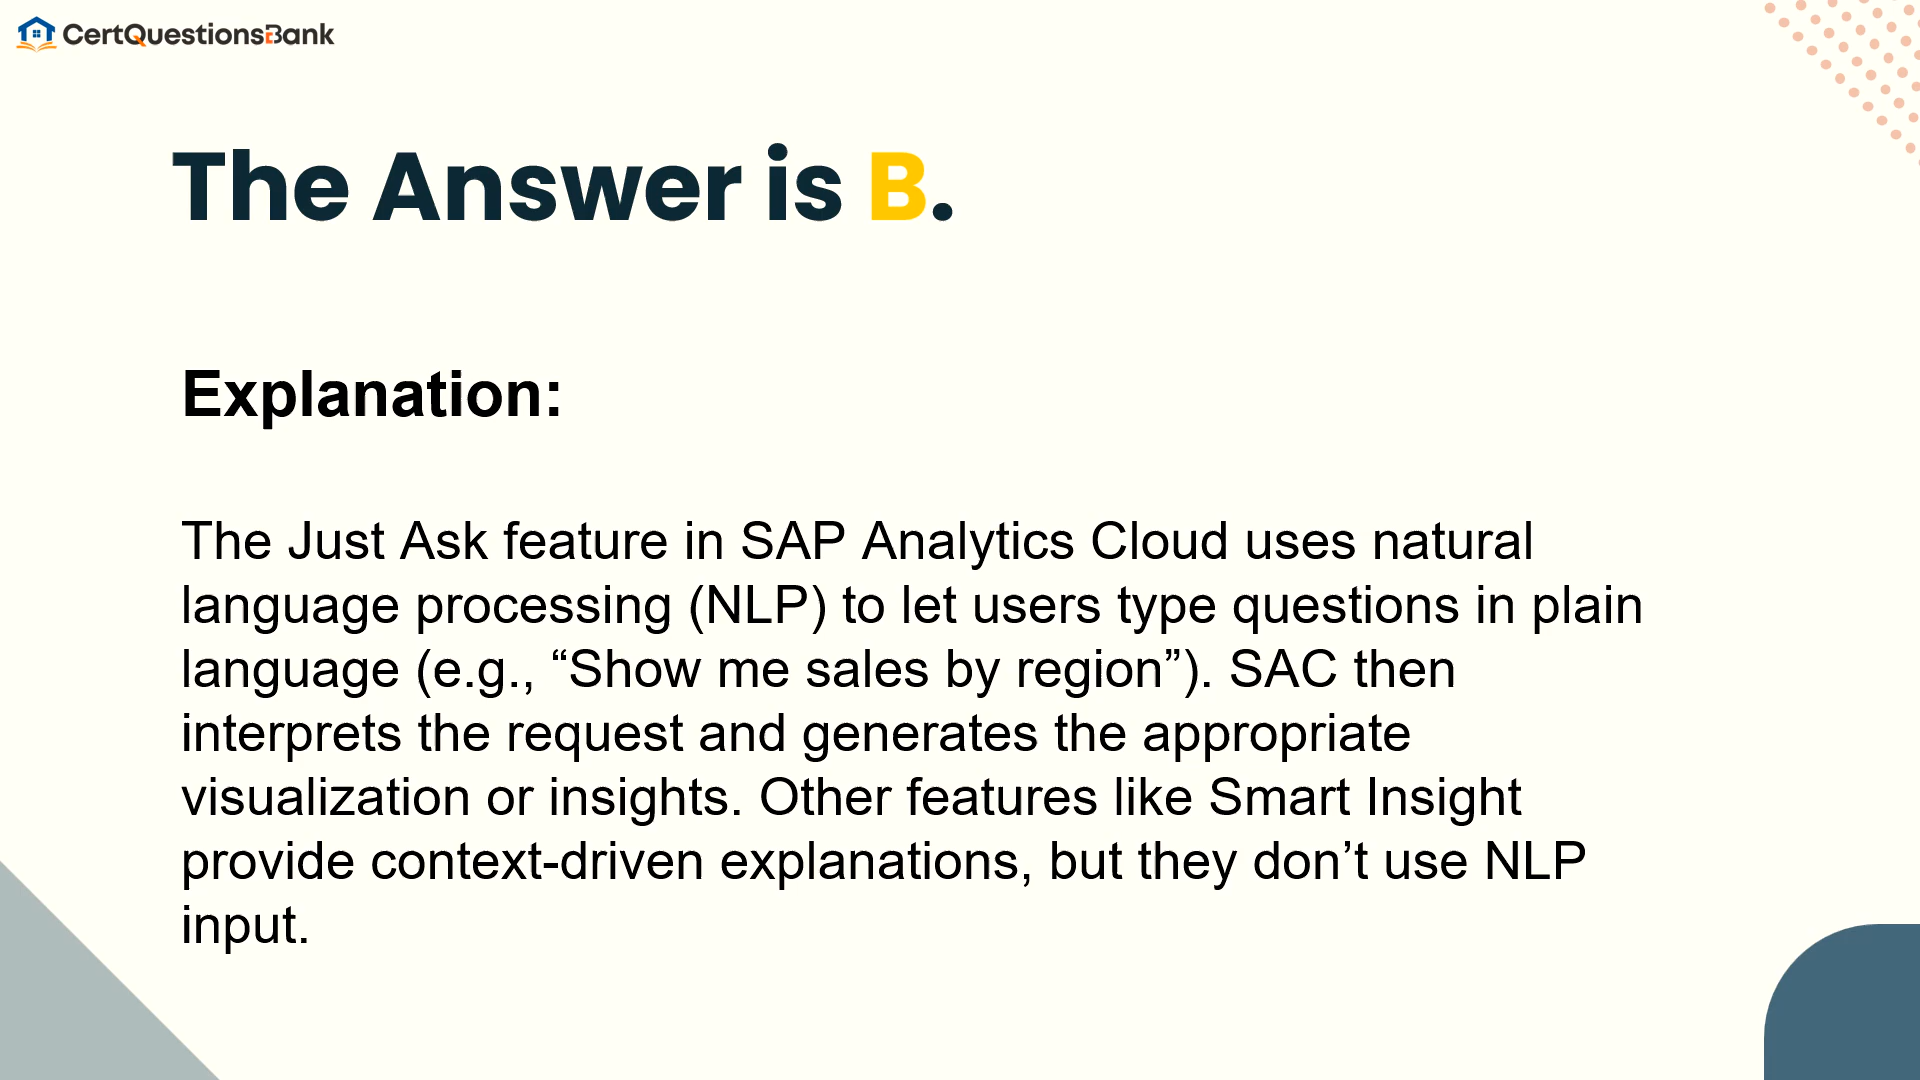 CertQuestionsBank
The Answer is B.
Explanation:
The Just Ask feature in SAP Analytics Cloud uses natural
language processing (NLP) to let users type questions in plain
language (e.g., “Show me sales by region”). SAC then
interprets the request and generates the appropriate
visualization or insights. Other features like Smart Insight
provide context-driven explanations, but they don’t use NLP
input.